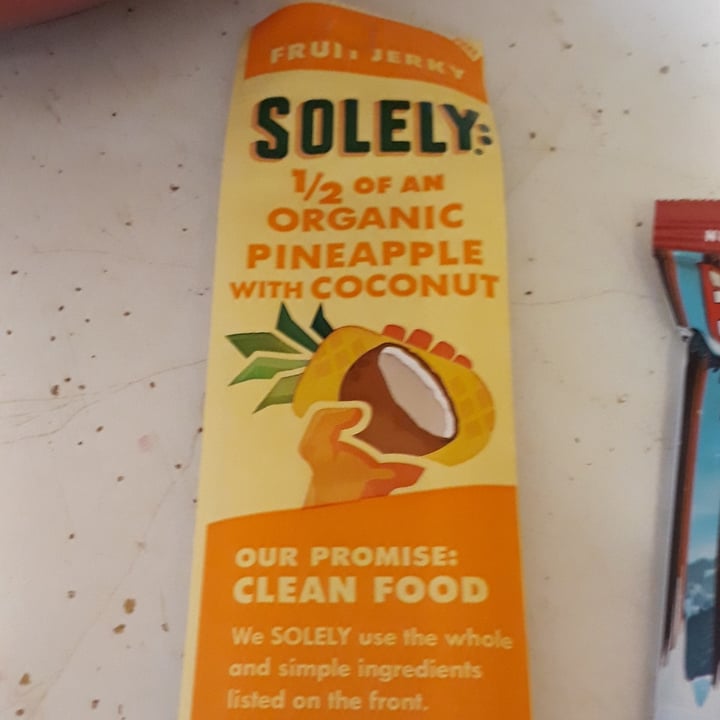 FRUIT JERKY
SOLELY:
1/2 OF AN
ORGANIC
PINEAPPLE
WITH COCONUT
OUR PROMISE:
CLEAN FOOD
We SOLELY use the whole
and simple ingredients
listed on the front.